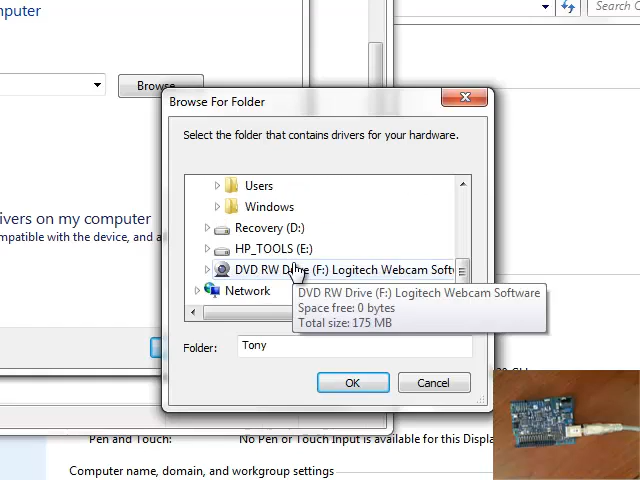 omputer
Search Co
Browse...
Browse For Folder
Select the folder that contains drivers for your hardware.
Users
Windows
Recovery (D:)
HP_TOOLS (E:)
DVD RW Drive (F:) Logitech Webcam Soft
Network
DVD RW Drive (F:) Logitech Webcam Software
Space free: 0 bytes
Total size: 175 MB
ivers on my computer
ompatible with the device, and a
Folder:
Tony
OK
Cancel
Pen and Touch:
No Pen or Touch Input is available for this Displa
Computer name, domain, and workgroup settings